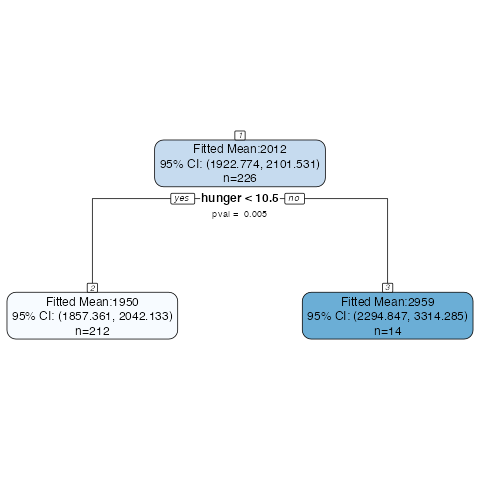 1
Fitted Mean:2012
95% CI: (1922.774, 2101.531)
n=226
yes hunger < 10.5 no
pval = 0.005
2
Fitted Mean:1950
95% CI: (1857.361, 2042.133)
n=212
3
Fitted Mean:2959
95% CI: (2294.847, 3314.285)
n=14